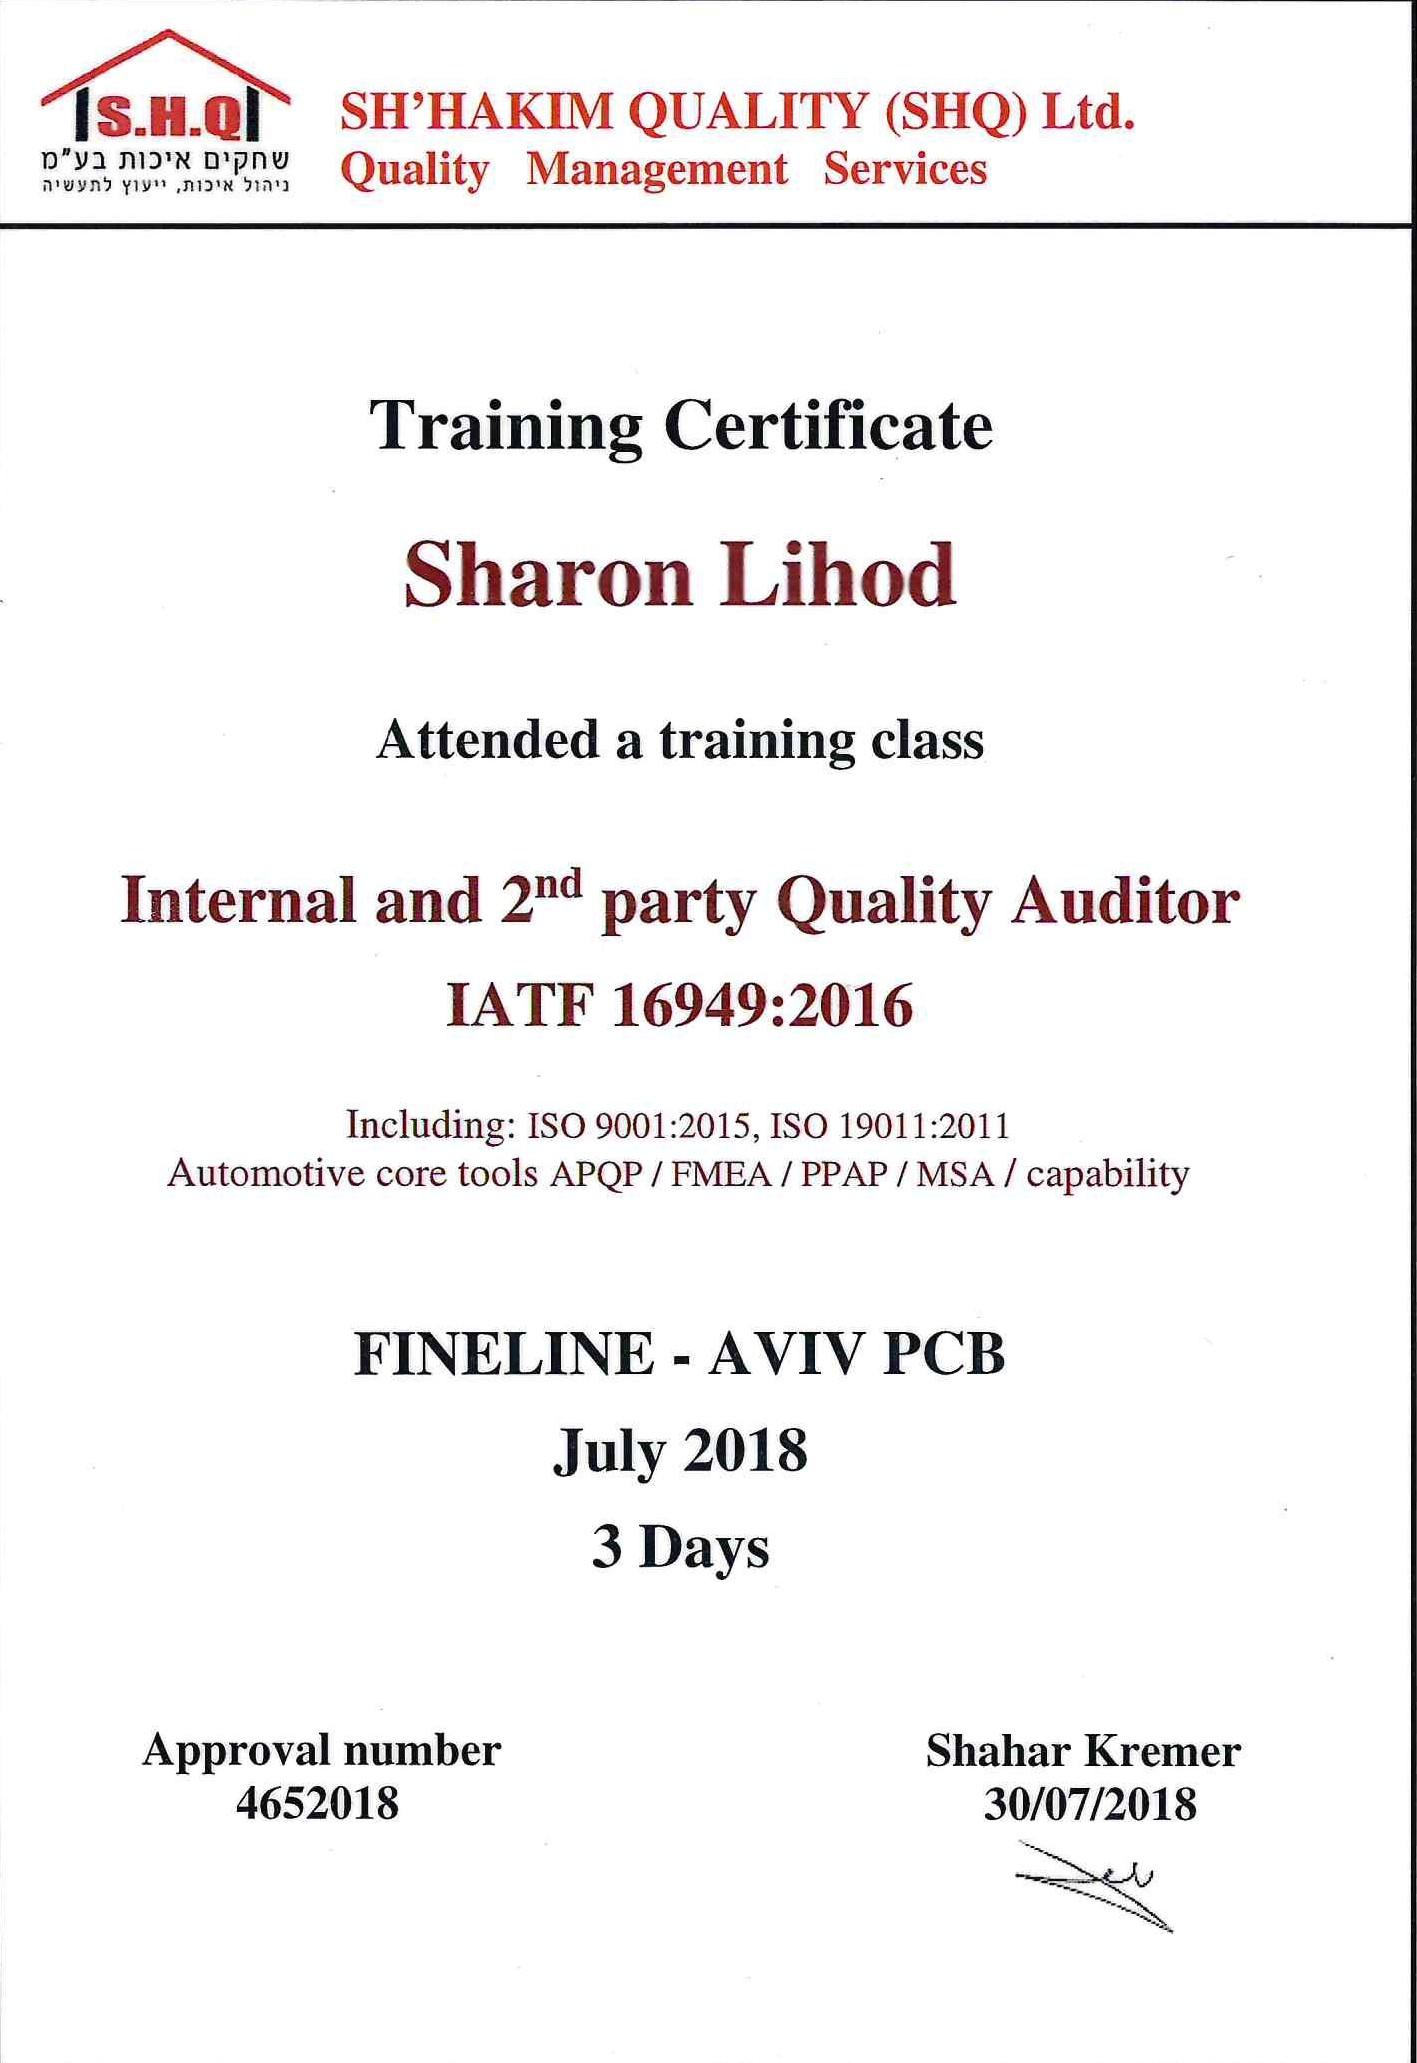 S.H.Q
שחקים איכות בע"מ
ניהול איכות, ייעוץ לתעשיה
SH'HAKIM QUALITY (SHQ) Ltd.
Quality Management Services
Training Certificate
Sharon Lihod
Attended a training class
Internal and 2nd party Quality Auditor
IATF 16949:2016
Including: ISO 9001:2015, ISO 19011:2011
Automotive core tools APQP / FMEA / PPAP / MSA / capability
FINELINE - AVIV PCB
July 2018
3 Days
Approval number
4652018
Shahar Kremer
30/07/2018